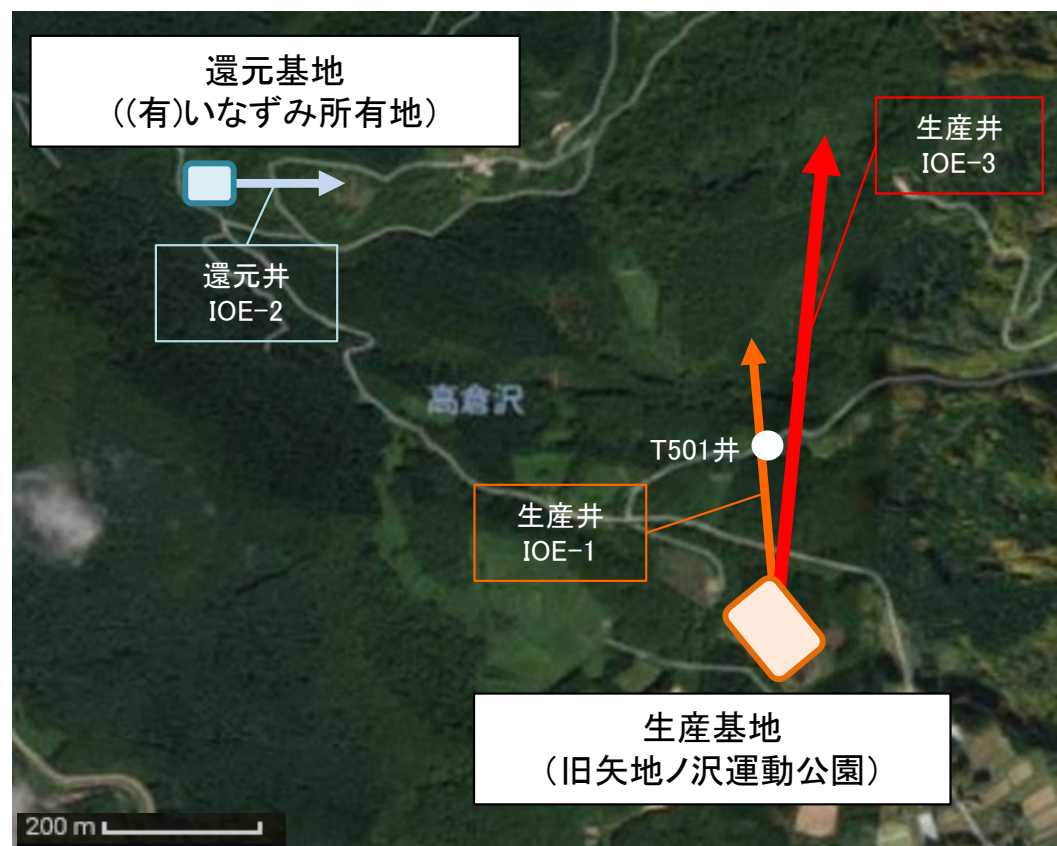 還元基地
((有)いなずみ所有地)
生産井
IOE-3
還元井
IOE-2
高倉沢
T501井
生産井
IOE-1
生産基地
(旧矢地ノ沢運動公園)
200 m